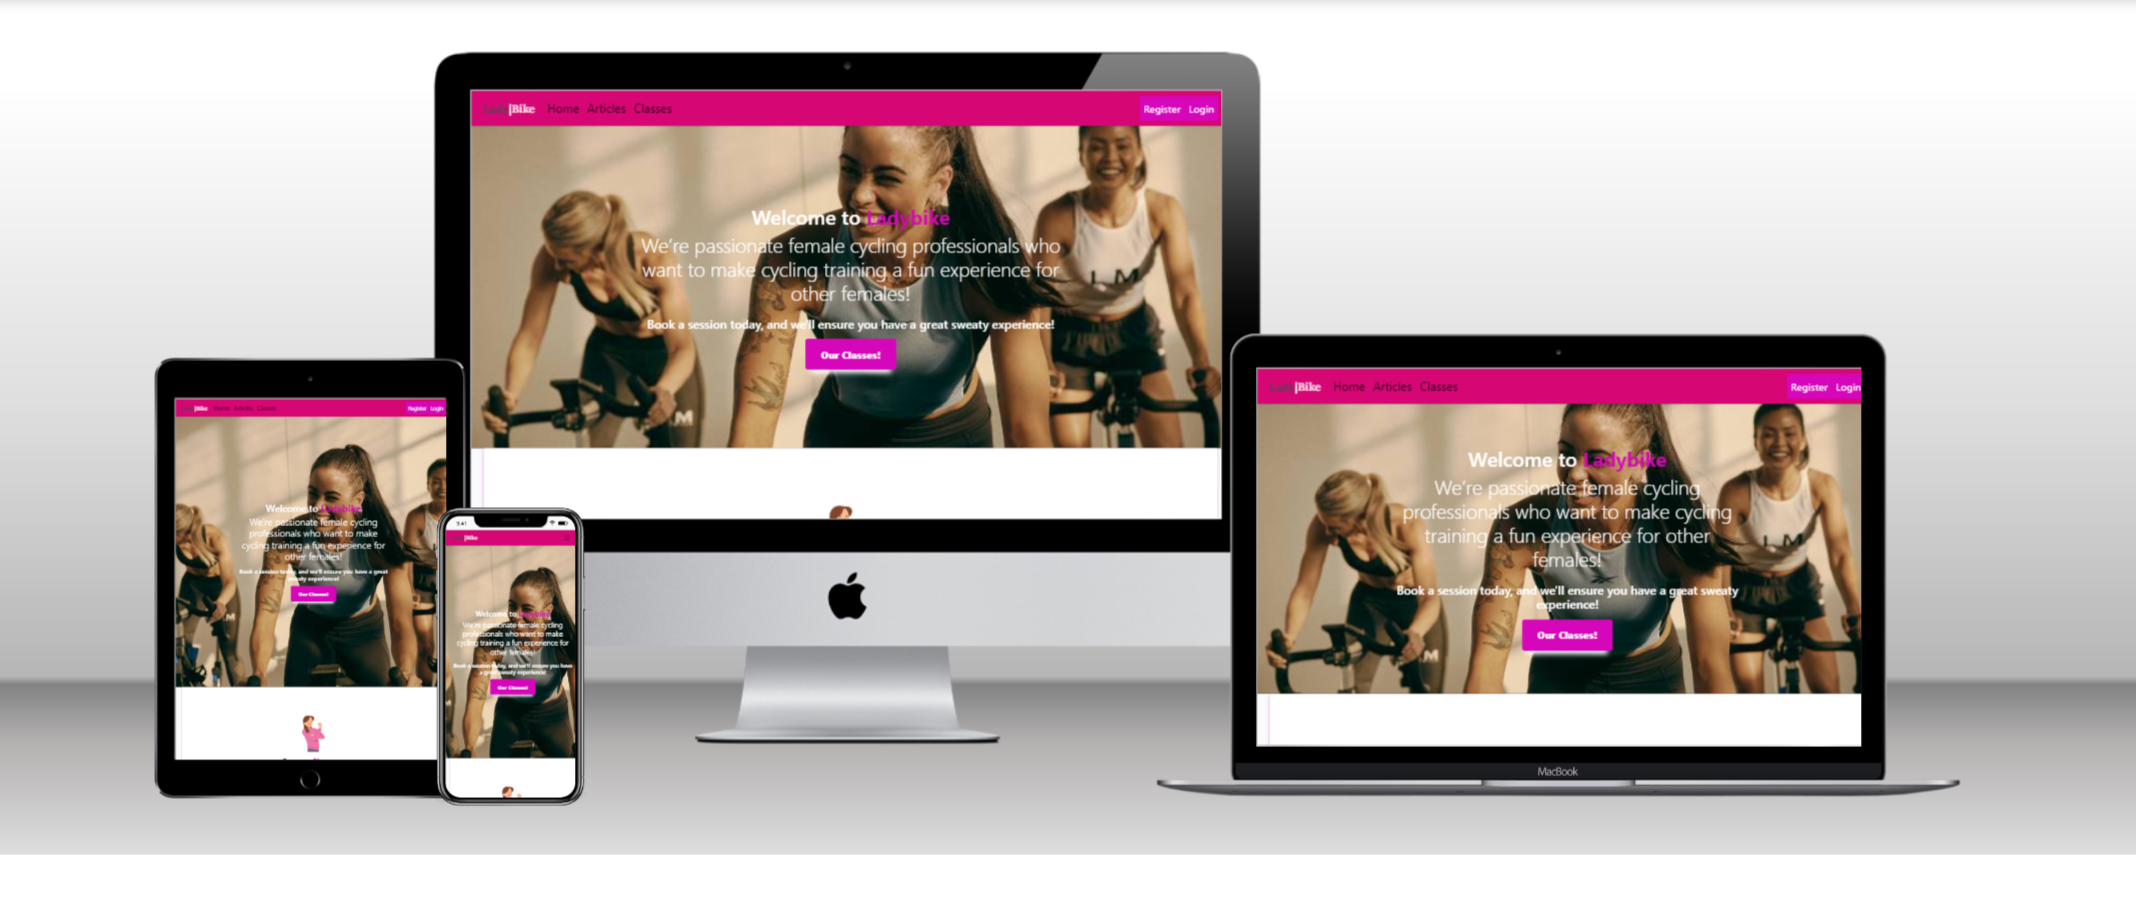 Lady|Bike Home Articles Classes
Register Login
Welcome to Ladybike
We're passionate female cycling professionals who
want to make cycling training a fun experience for
other females!
Book a session today, and we'll ensure you have a great sweaty experience!
Our Classes!
LM
M
Lady|Bike Home Articles Classes
Register Login
Welcome to Ladybike
We're passionate female cycling
professionals who want to make
cycling training a fun experience for
other females!
Book a session today, and we'll ensure you have a great
sweaty experience!
Our Classes!
M
9:41
Lady|Bike
Welcome to Ladybike
We're passionate female cycling
professionals who want to make
cycling training a fun experience for
other females!
Book a session today, and we'll ensure you have
a great sweaty experience!
Our Classes!
Lady|Bike Home Articles Classes
Register Login
Welcome to Ladybike
We're passionate female cycling
professionals who want to make cycling
training a fun experience for other
females!
Book a session today, and we'll ensure you have a great sweaty
experience!
Our Classes!
LM
M
MacBook